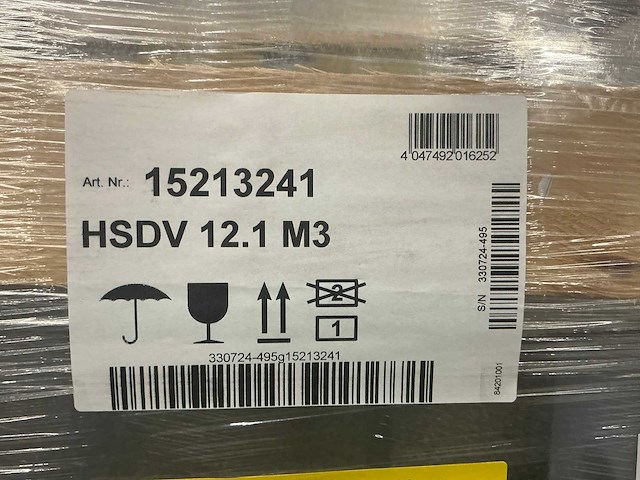 4 047492 016252
Art. Nr.: 15213241
HSDV 12.1 M3
S/N 330724-495
2
1
330724-495g15213241
84201001